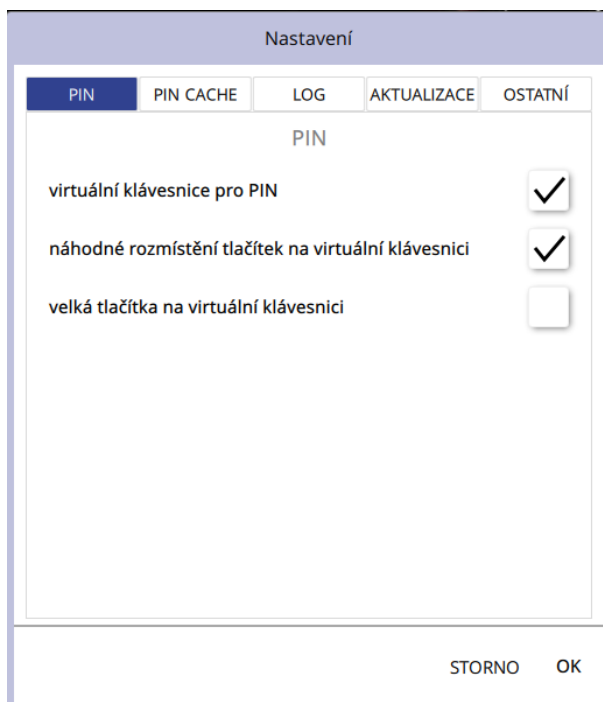 Nastavení
PIN PIN CACHE LOG AKTUALIZACE OSTATNÍ
PIN
virtuální klávesnice pro PIN
náhodné rozmístění tlačítek na virtuální klávesnici
velká tlačítka na virtuální klávesnici
STORNO OK